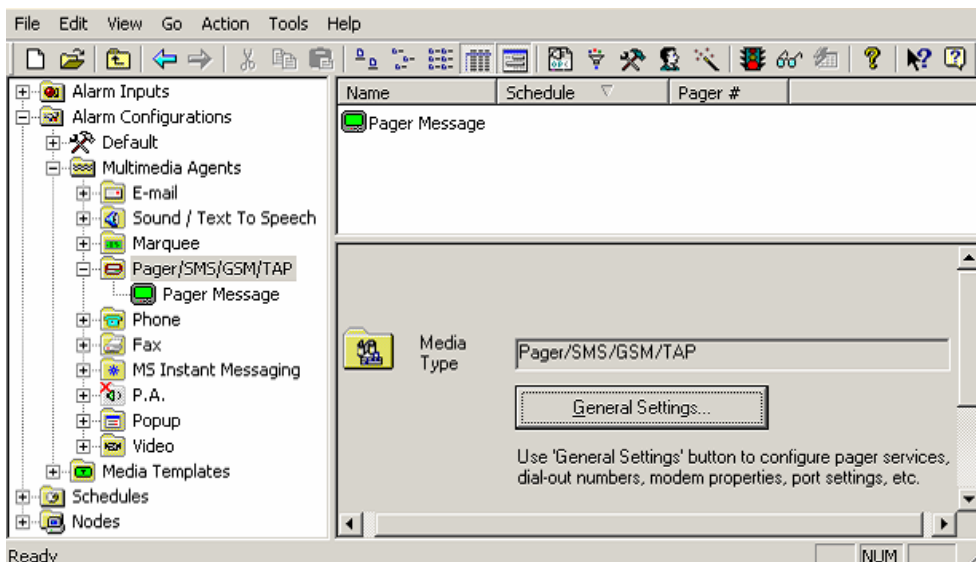 File Edit View Go Action Tools Help
Alarm Inputs
Alarm Configurations
Default
Multimedia Agents
E-mail
Sound / Text To Speech
Marquee
Pager/SMS/GSM/TAP
Pager Message
Phone
Fax
MS Instant Messaging
P.A.
Popup
Video
Media Templates
Schedules
Nodes
Name Schedule Pager #
Pager Message
Media
Type
Pager/SMS/GSM/TAP
General Settings...
Use 'General Settings' button to configure pager services,
dial-out numbers, modem properties, port settings, etc.
Ready NUM